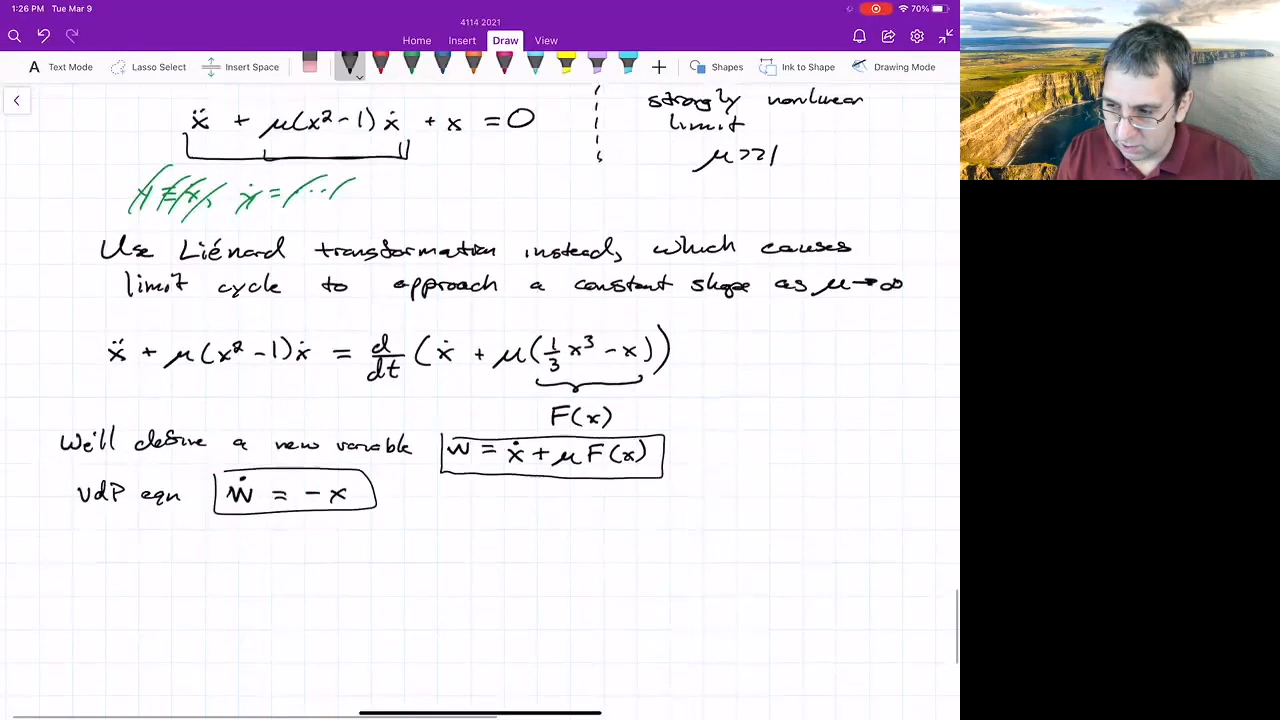 1:26 PM Tue Mar 9
70%
4114 2021
Home Insert Draw View
Text Mode Lasso Select Insert Space Shapes Ink to Shape Drawing Mode
strongly nonlinear
limit
μ>>1
ẍ + μ(x²-1)ẋ + x = 0
Use Liénard transformation instead, which causes
limit cycle to approach a constant shape as μ→∞
ẍ + μ(x²-1)ẋ = d/dt (ẋ + μ(1/3 x³ - x))
F(x)
We'll define a new variable w = ẋ + μ F(x)
VdP eqn ẇ = -x